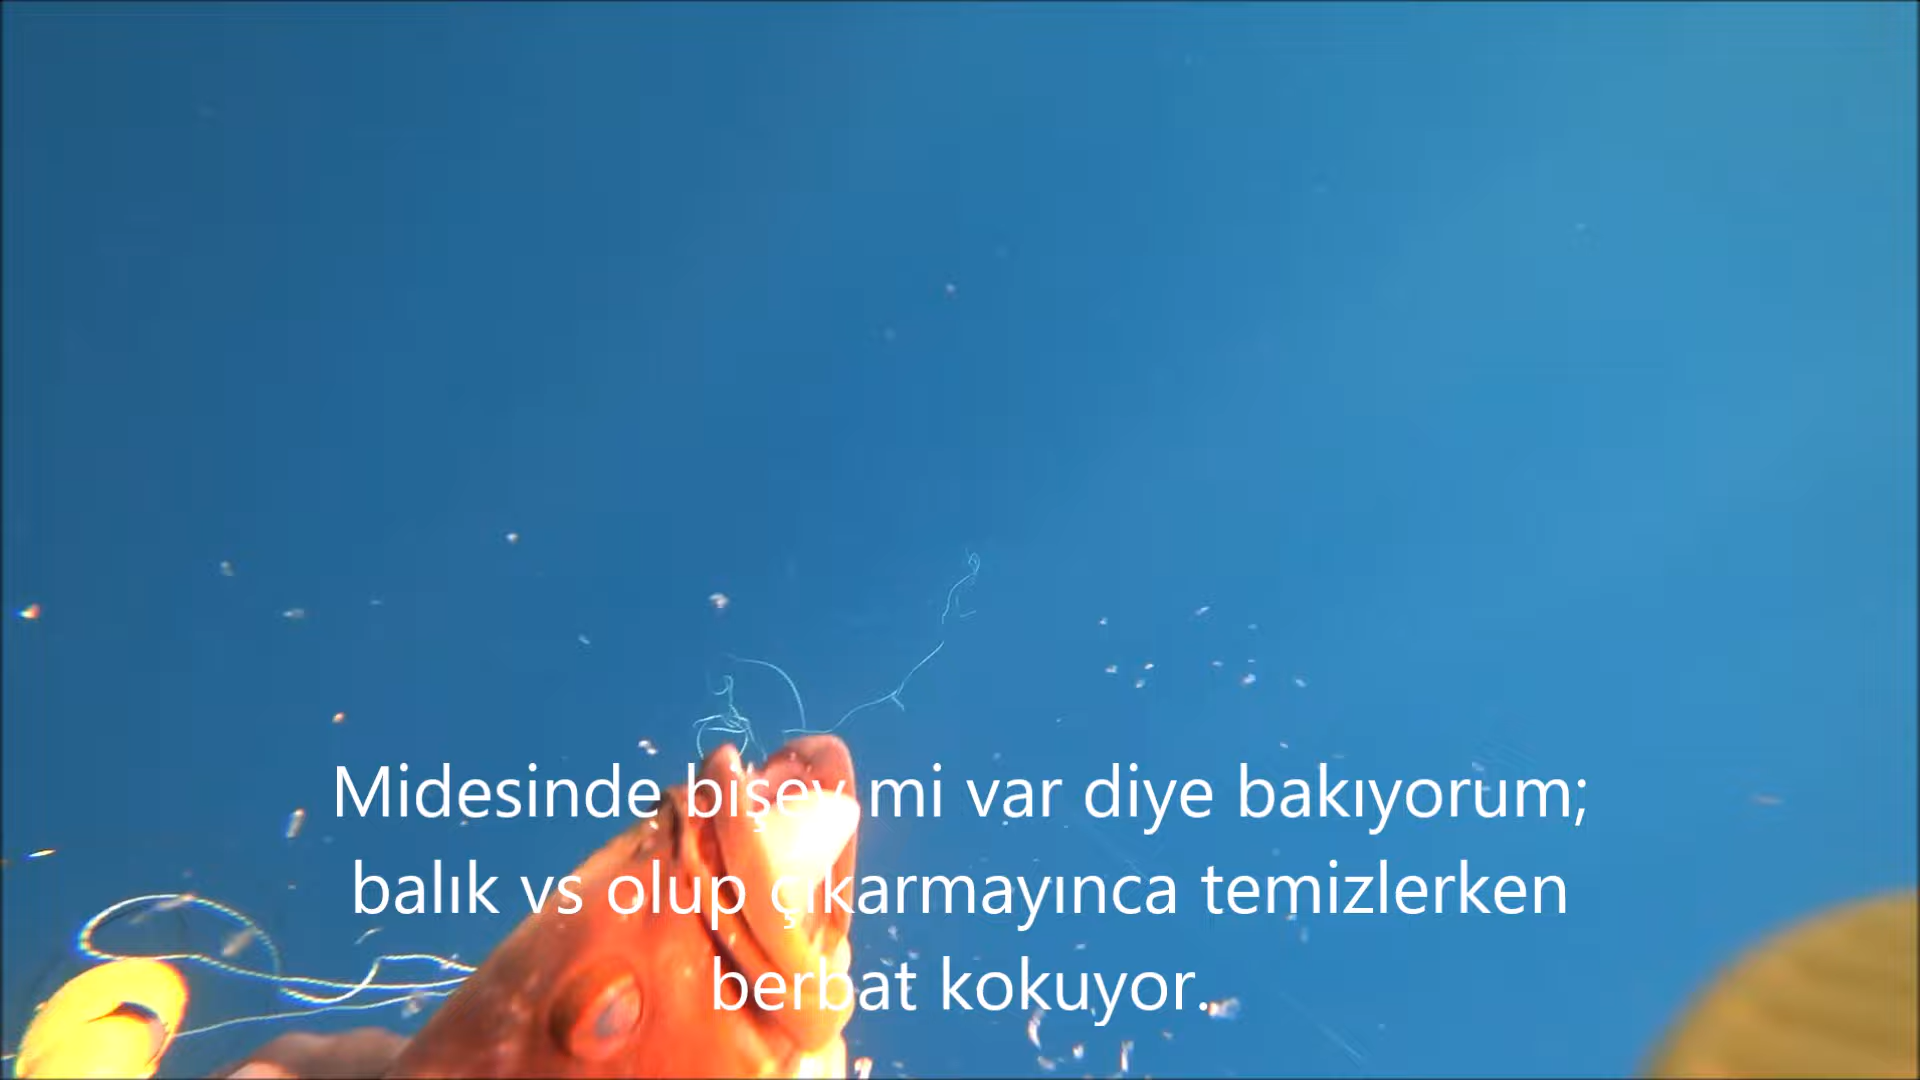 Midesinde bişey mi var diye bakıyorum;
balık vs olup çıkarmayınca temizlerken
berbat kokuyor.